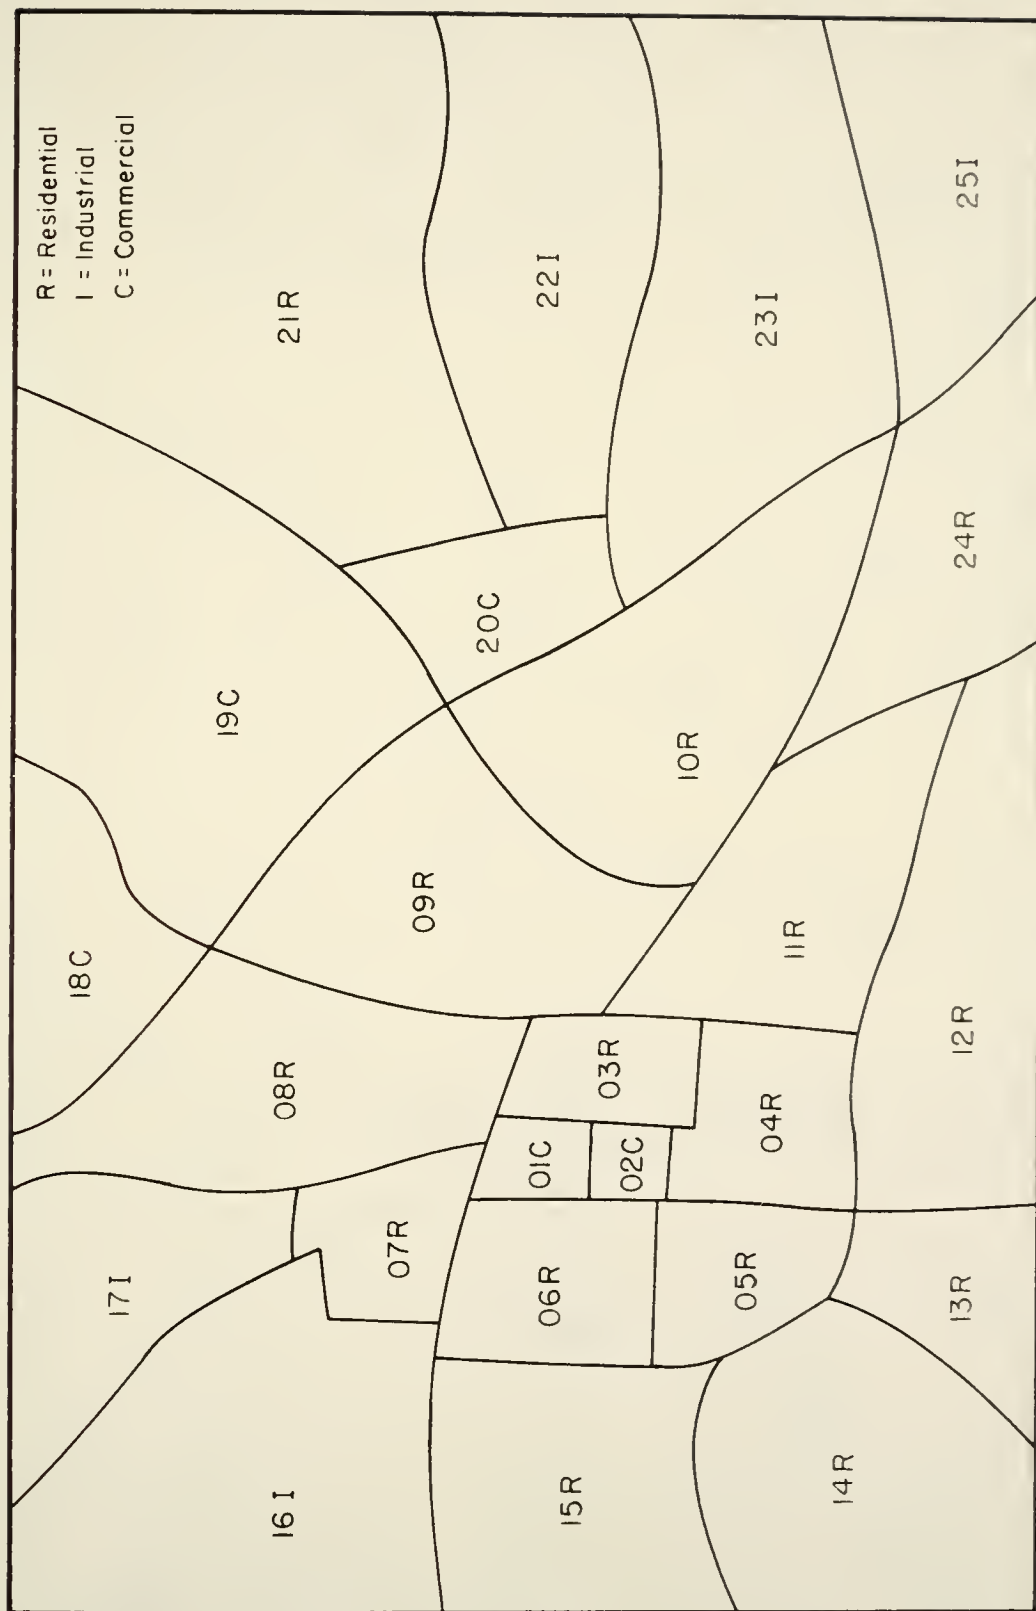 R = Residential
I = Industrial
C = Commercial
18C
17I
19C
16I
08R
21R
07R
09R
20C
01C
22I
06R
15R
03R
02C
10R
05R
04R
23I
11R
14R
13R
12R
24R
25I